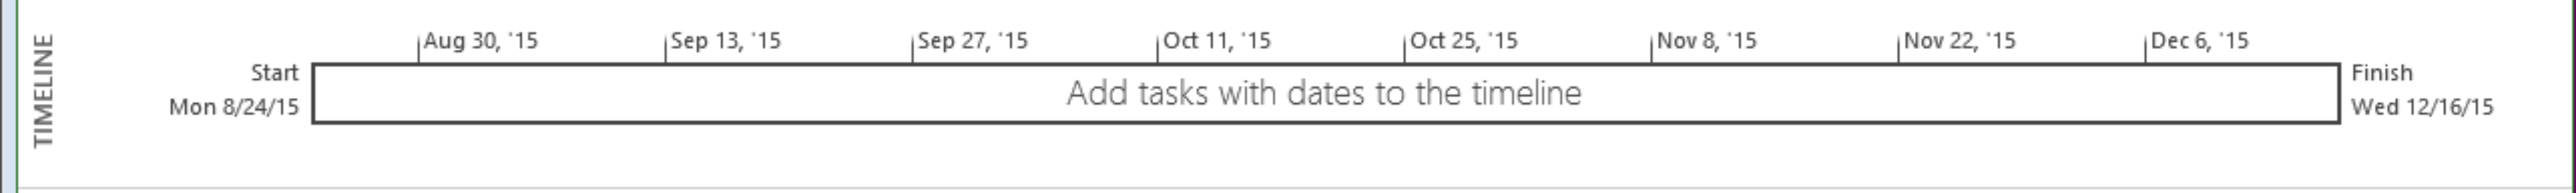 TIMELINE
Aug 30, '15 Sep 13, '15 Sep 27, '15 Oct 11, '15 Oct 25, '15 Nov 8, '15 Nov 22, '15 Dec 6, '15
Start
Mon 8/24/15
Add tasks with dates to the timeline
Finish
Wed 12/16/15